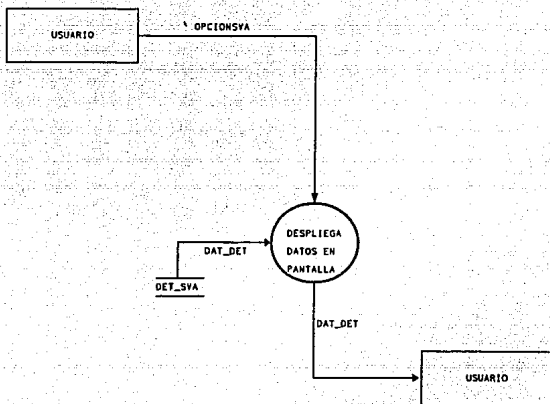 USUARIO
OPCIONSVA
DESPLIEGA
DATOS EN
PANTALLA
DAT_DET
DET_SVA
DAT_DET
USUARIO